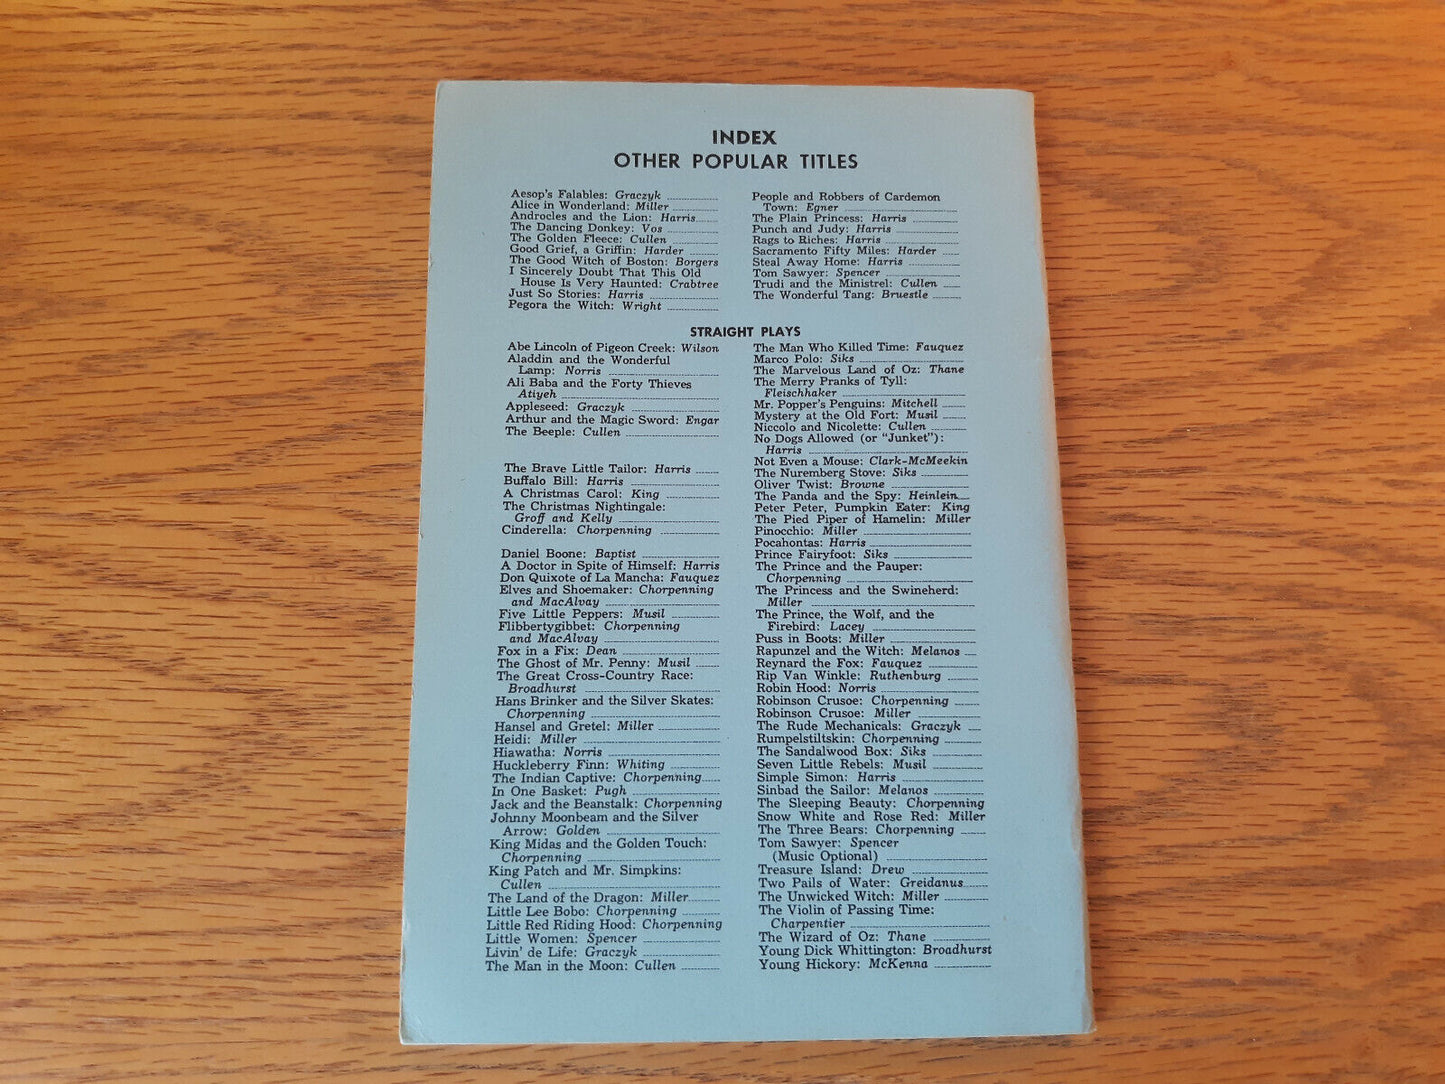 INDEX
OTHER POPULAR TITLES
Aesop's Falables: Graczyk
Alice in Wonderland: Miller
Androcles and the Lion: Harris
The Dancing Donkey: Vos
The Golden Fleece: Cullen
Good Grief, a Griffin: Harder
The Good Witch of Boston: Borgers
I Sincerely Doubt That This Old
House Is Very Haunted: Crabtree
Just So Stories: Harris
Pegora the Witch: Wright
People and Robbers of Cardemon
Town: Egner
The Plain Princess: Harris
Punch and Judy: Harris
Rags to Riches: Harris
Sacramento Fifty Miles: Harder
Steal Away Home: Harris
Tom Sawyer: Spencer
Trudi and the Ministrel: Cullen
The Wonderful Tang: Bruestle
STRAIGHT PLAYS
Abe Lincoln of Pigeon Creek: Wilson
Aladdin and the Wonderful
Lamp: Norris
Ali Baba and the Forty Thieves
Atiyeh
Appleseed: Graczyk
Arthur and the Magic Sword: Engar
The Beeple: Cullen
The Brave Little Tailor: Harris
Buffalo Bill: Harris
A Christmas Carol: King
The Christmas Nightingale:
Groff and Kelly
Cinderella: Chorpenning
Daniel Boone: Baptist
A Doctor in Spite of Himself: Harris
Don Quixote of La Mancha: Fauquez
Elves and Shoemaker: Chorpenning
and MacAlvay
Five Little Peppers: Musil
Flibbertygibbet: Chorpenning
and MacAlvay
Fox in a Fix: Dean
The Ghost of Mr. Penny: Musil
The Great Cross-Country Race:
Broadhurst
Hans Brinker and the Silver Skates:
Chorpenning
Hansel and Gretel: Miller
Heidi: Miller
Hiawatha: Norris
Huckleberry Finn: Whiting
The Indian Captive: Chorpenning
In One Basket: Pugh
Jack and the Beanstalk: Chorpenning
Johnny Moonbeam and the Silver
Arrow: Golden
King Midas and the Golden Touch:
Chorpenning
King Patch and Mr. Simpkins:
Cullen
The Land of the Dragon: Miller
Little Lee Bobo: Chorpenning
Little Red Riding Hood: Chorpenning
Little Women: Spencer
Livin' de Life: Graczyk
The Man in the Moon: Cullen
The Man Who Killed Time: Fauquez
Marco Polo: Siks
The Marvelous Land of Oz: Thane
The Merry Pranks of Tyll:
Fleischhaker
Mr. Popper's Penguins: Mitchell
Mystery at the Old Fort: Musil
Niccolo and Nicolette: Cullen
No Dogs Allowed (or "Junket"):
Harris
Not Even a Mouse: Clark-McMeekin
The Nuremberg Stove: Siks
Oliver Twist: Browne
The Panda and the Spy: Heinlein
Peter Peter, Pumpkin Eater: King
The Pied Piper of Hamelin: Miller
Pinocchio: Miller
Pocahontas: Harris
Prince Fairyfoot: Siks
The Prince and the Pauper:
Chorpenning
The Princess and the Swineherd:
Miller
The Prince, the Wolf, and the
Firebird: Lacey
Puss in Boots: Miller
Rapunzel and the Witch: Melanos
Reynard the Fox: Fauquez
Rip Van Winkle: Ruthenburg
Robin Hood: Norris
Robinson Crusoe: Chorpenning
Robinson Crusoe: Miller
The Rude Mechanicals: Graczyk
Rumpelstiltskin: Chorpenning
The Sandalwood Box: Siks
Seven Little Rebels: Musil
Simple Simon: Harris
Sinbad the Sailor: Melanos
The Sleeping Beauty: Chorpenning
Snow White and Rose Red: Miller
The Three Bears: Chorpenning
Tom Sawyer: Spencer
(Music Optional)
Treasure Island: Drew
Two Pails of Water: Greidanus
The Unwicked Witch: Miller
The Violin of Passing Time:
Charpentier
The Wizard of Oz: Thane
Young Dick Whittington: Broadhurst
Young Hickory: McKenna